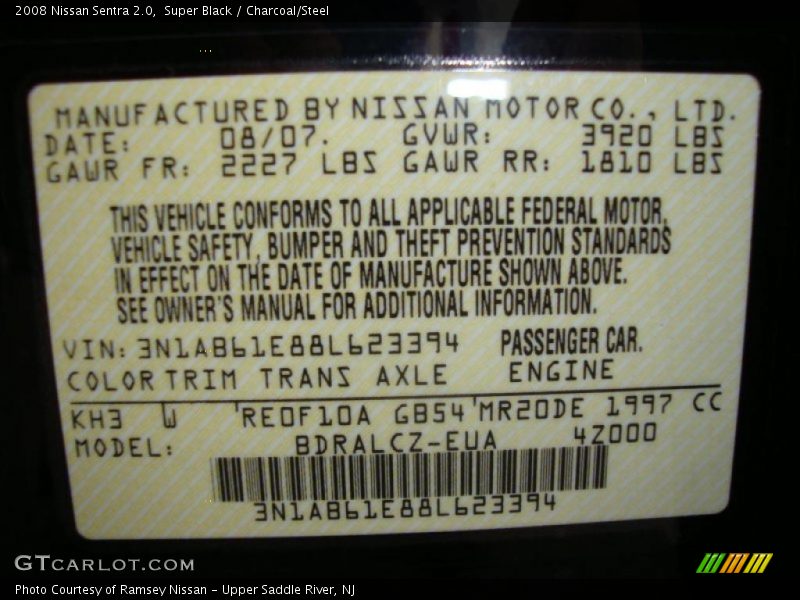 2008 Nissan Sentra 2.0,  Super Black / Charcoal/Steel
MANUFACTURED BY NISSAN MOTOR CO., LTD.
DATE: 08/07. GVWR: 3920 LBS
GAWR FR: 2227 LBS GAWR RR: 1810 LBS
THIS VEHICLE CONFORMS TO ALL APPLICABLE FEDERAL MOTOR,
VEHICLE SAFETY, BUMPER AND THEFT PREVENTION STANDARDS
IN EFFECT ON THE DATE OF MANUFACTURE SHOWN ABOVE.
SEE OWNER'S MANUAL FOR ADDITIONAL INFORMATION.
VIN: 3N1AB61E88L623394 PASSENGER CAR.
COLOR TRIM TRANS AXLE ENGINE
KH3 W 'RE0F10A GB54 'MR20DE 1997 CC
MODEL: BDRALCZ-EUA 4Z000
3N1AB61E88L623394
GTCARLOT.COM
Photo Courtesy of Ramsey Nissan - Upper Saddle River, NJ